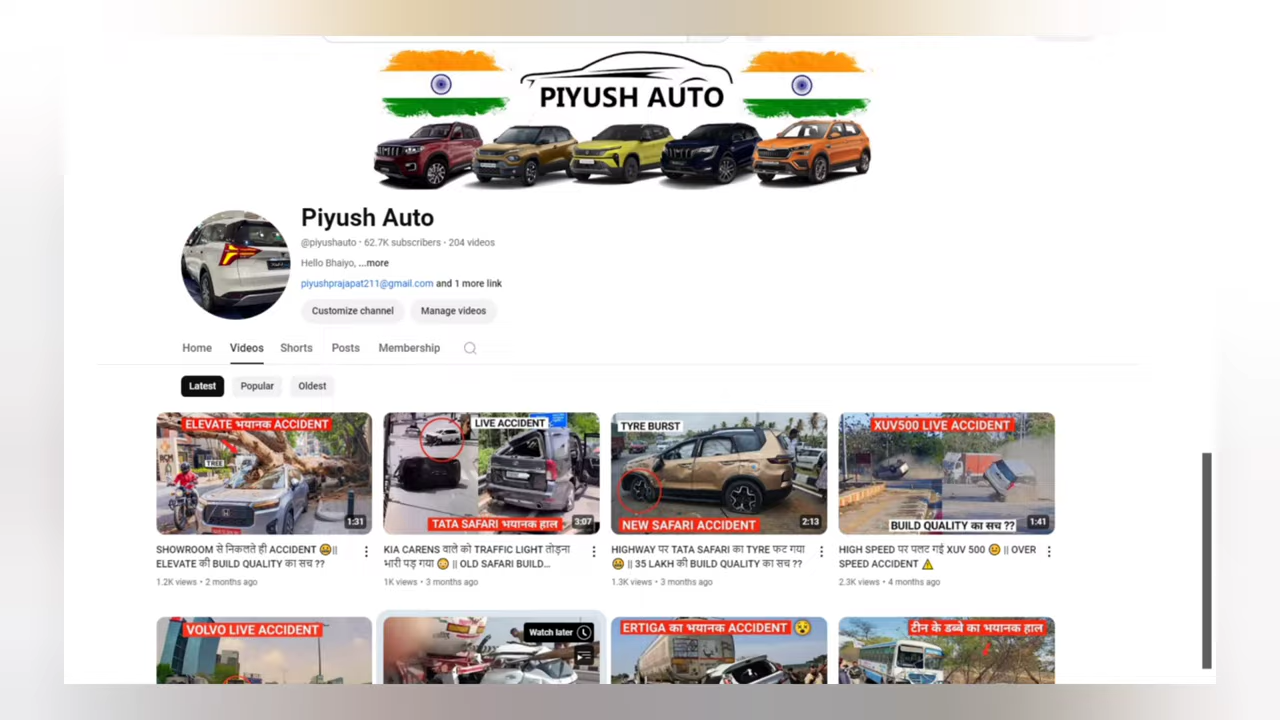 PIYUSH AUTO
Piyush Auto
@piyushauto · 62.7K subscribers · 204 videos
Hello Bhaiyo, ...more
piyushprajapat211@gmail.com and 1 more link
Customize channel
Manage videos
Home
Videos
Shorts
Posts
Membership
Latest
Popular
Oldest
ELEVATE भयानक ACCIDENT
TREE
1:31
LIVE ACCIDENT
TATA SAFARI भयानक हाल
3:07
TYRE BURST
NEW SAFARI ACCIDENT
2:13
XUV500 LIVE ACCIDENT
BUILD QUALITY का सच ??
1:41
SHOWROOM से निकलते ही ACCIDENT 😫||
ELEVATE की BUILD QUALITY का सच ??
1.2K views • 2 months ago
KIA CARENS वाले को TRAFFIC LIGHT तोड़ना
भारी पड़ गया 😳 || OLD SAFARI BUILD...
1K views • 3 months ago
HIGHWAY पर TATA SAFARI का TYRE फट गया
😫 || 35 LAKH की BUILD QUALITY का सच ??
1.3K views • 3 months ago
HIGH SPEED पर पलट गई XUV 500 🥺 || OVER
SPEED ACCIDENT ⚠️
2.3K views • 4 months ago
VOLVO LIVE ACCIDENT
Watch later
ERTIGA का भयानक ACCIDENT 😵
टीन के डब्बे का भयानक हाल